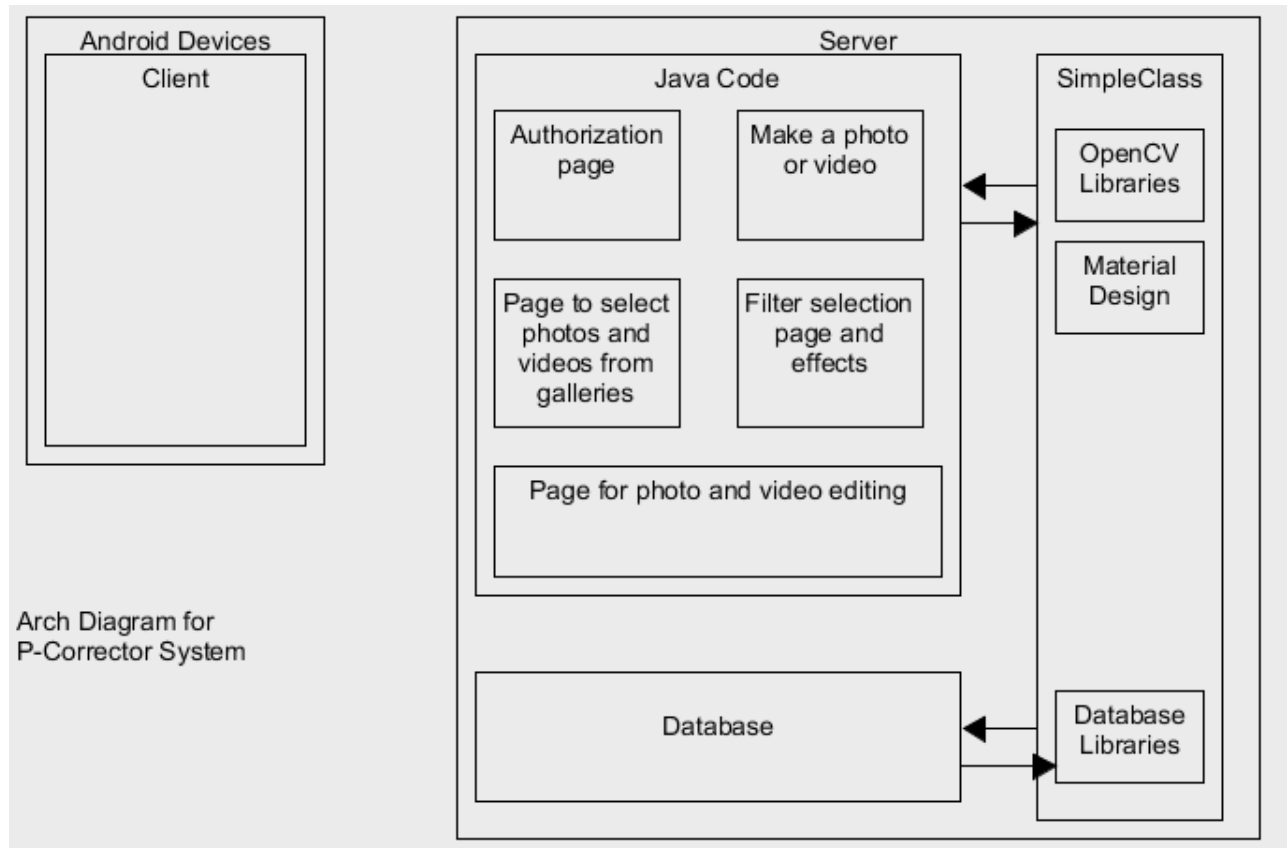 Android Devices
Client
Server
Java Code
Authorization
page
Make a photo
or video
Page to select
photos and
videos from
galleries
Filter selection
page and
effects
Page for photo and video editing
SimpleClass
OpenCV
Libraries
Material
Design
Arch Diagram for
P-Corrector System
Database
Database
Libraries